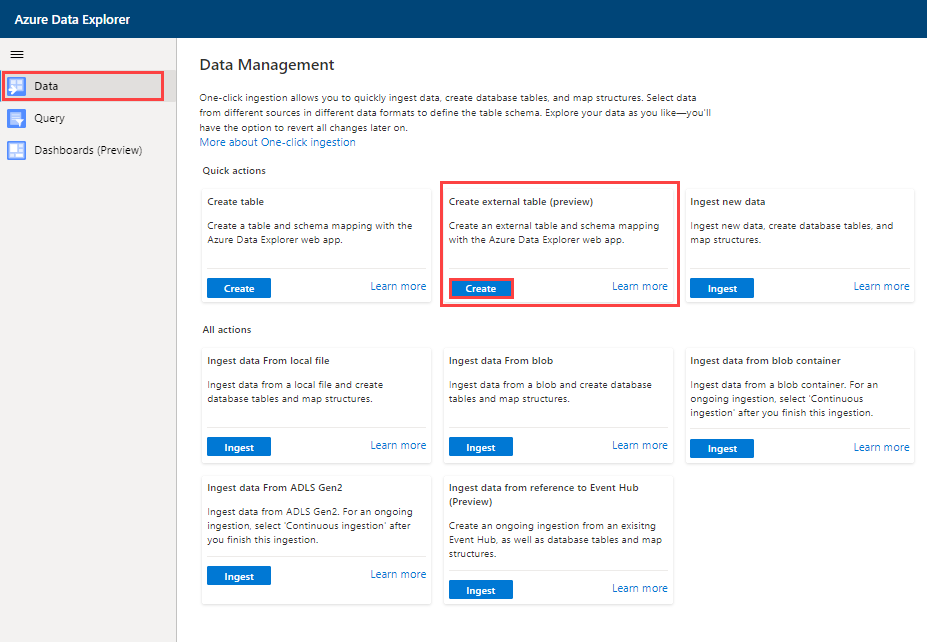 Azure Data Explorer
Data
Query
Dashboards (Preview)
Data Management
One-click ingestion allows you to quickly ingest data, create database tables, and map structures. Select data
from different sources in different data formats to define the table schema. Explore your data as you like—you'll
have the option to revert all changes later on.
More about One-click ingestion
Quick actions
Create table
Create a table and schema mapping with the
Azure Data Explorer web app.
Create
Learn more
Create external table (preview)
Create an external table and schema mapping
with the Azure Data Explorer web app.
Create
Learn more
Ingest new data
Ingest new data, create database tables, and
map structures.
Ingest
Learn more
All actions
Ingest data From local file
Ingest data from a local file and create
database tables and map structures.
Ingest
Learn more
Ingest data From blob
Ingest data from a blob and create database
tables and map structures.
Ingest
Learn more
Ingest data from blob container
Ingest data from a blob container. For an
ongoing ingestion, select 'Continuous
ingestion' after you finish this ingestion.
Ingest
Learn more
Ingest data From ADLS Gen2
Ingest data from ADLS Gen2. For an ongoing
ingestion, select 'Continuous ingestion' after
you finish this ingestion.
Ingest
Learn more
Ingest data from reference to Event Hub
(Preview)
Create an ongoing ingestion from an exisitng
Event Hub, as well as database tables and map
structures.
Ingest
Learn more